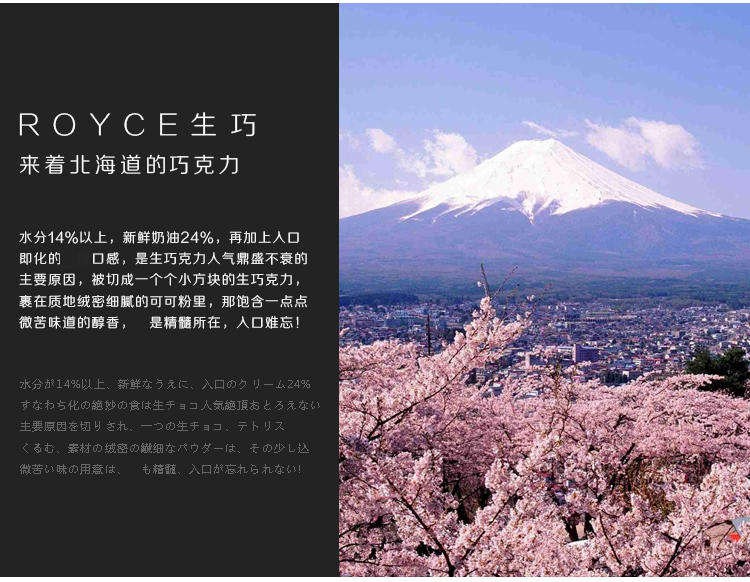 ROYCE生巧
来着北海道的巧克力
水分14%以上，新鲜奶油24%，再加上入口
即化的 口感，是生巧克力人气鼎盛不衰的
主要原因，被切成一个个小方块的生巧克力，
裹在质地绒密细腻的可可粉里，那饱含一点点
微苦味道的醇香， 是精髓所在，人口难忘！
水分が14%以上、新鮮なうえに、入口のクリーム24%
すなわち化の絶妙の食は生チョコ人気絶頂おとろえない
主要原因を切りされ、一つの生チョコ、テトリス
くるむ、素材の绒密の繊细なパウダーは、その少し込
微苦い味の用意は、 も精髄、入口が忘れられない!